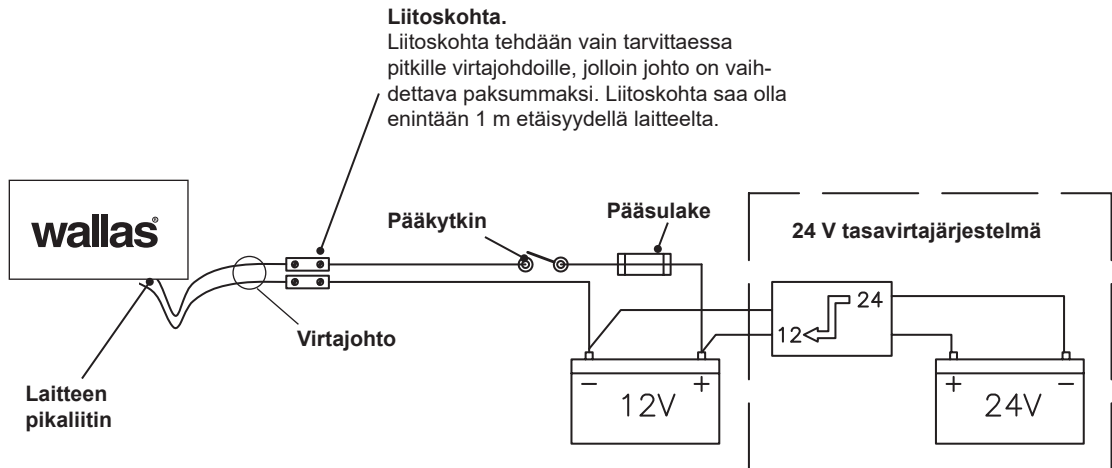 Liitoskohta.
Liitoskohta tehdään vain tarvittaessa
pitkille virtajohdoille, jolloin johto on vaih-
dettava paksummaksi. Liitoskohta saa olla
enintään 1 m etäisyydellä laitteelta.
wallas®
Pääkytkin
Pääsulake
24 V tasavirtajärjestelmä
Virtajohto
24
12
Laitteen
pikaliitin
− +
12V
+ −
24V